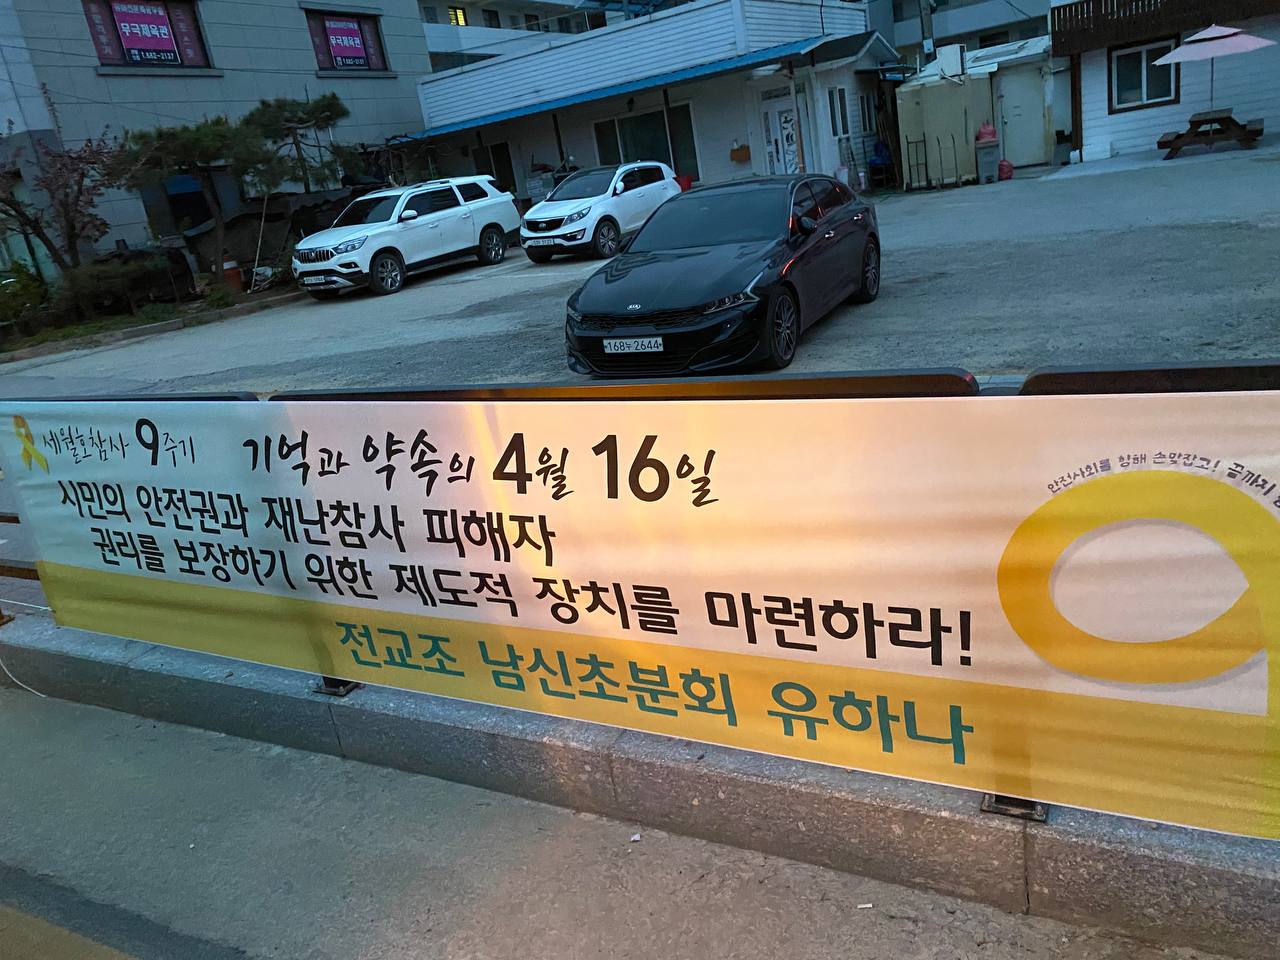 무극체육관
무극체육관
168누2644
세월호참사 9주기
기억과 약속의 4월 16일
시민의 안전권과 재난참사 피해자
권리를 보장하기 위한 제도적 장치를 마련하라!
전교조 남신초분회 유하나
안전사회를 향해 손맞잡고! 끝까지